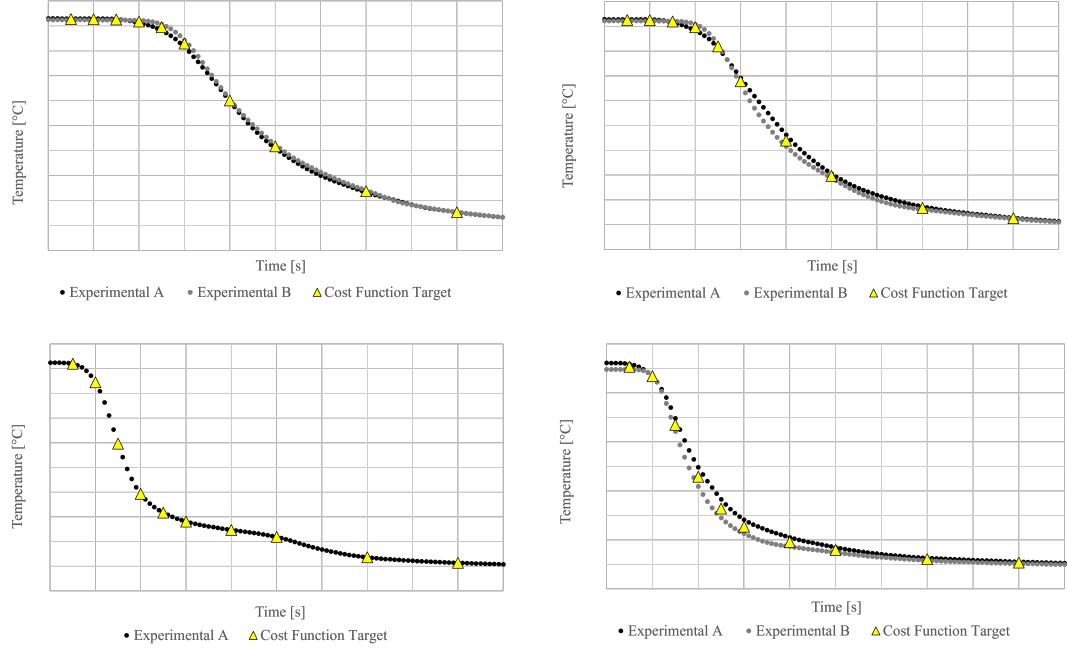 Temperature [°C]
Time [s]
Experimental A Experimental B Cost Function Target
Temperature [°C]
Time [s]
Experimental A Experimental B Cost Function Target
Temperature [°C]
Time [s]
Experimental A Cost Function Target
Temperature [°C]
Time [s]
Experimental A Experimental B Cost Function Target